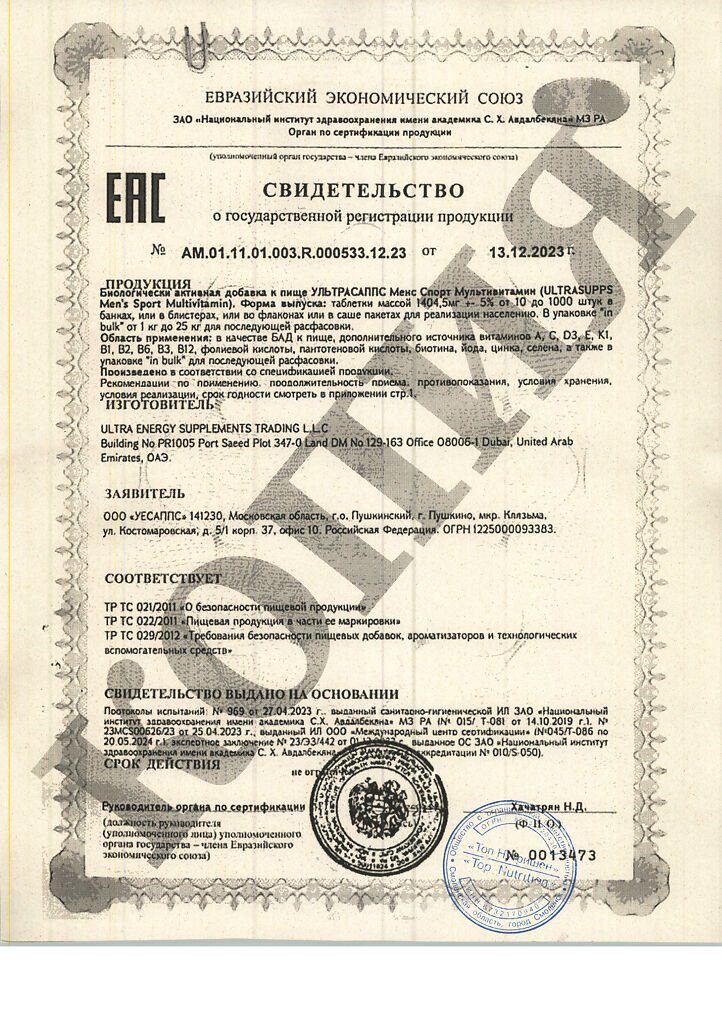 ЕВРАЗИЙСКИЙ ЭКОНОМИЧЕСКИЙ СОЮЗ
ЗАО «Национальный институт здравоохранения имени академика С. Х. Авдалбекяна» МЗ РА
Орган по сертификации продукции
(уполномоченный орган государства – члена Евразийского экономического союза)
EAC
СВИДЕТЕЛЬСТВО
о государственной регистрации продукции
№ AM.01.11.01.003.R.000533.12.23 от 13.12.2023 г.
ПРОДУКЦИЯ
Биологически активная добавка к пище УЛЬТРАСАППС Менс Спорт Мультивитамин (ULTRASUPPS
Men's Sport Multivitamin). Форма выпуска: таблетки массой 1404,5мг +- 5% от 10 до 1000 штук в
банках, или в блистерах, или во флаконах или в саше пакетах для реализации населению. В упаковке "in
bulk" от 1 кг до 25 кг для последующей расфасовки.
Область применения: в качестве БАД к пище, дополнительного источника витаминов А, С, D3, Е, К1,
В1, В2, В6, В3, В12, фолиевой кислоты, пантотеновой кислоты, биотина, йода, цинка, селена, а также в
упаковке "in bulk" для последующей расфасовки.
Произведено в соответствии со спецификацией продукции.
Рекомендации по применению, продолжительность приема, противопоказания, условия хранения,
условия реализации, срок годности смотреть в приложении стр.1.
ИЗГОТОВИТЕЛЬ
ULTRA ENERGY SUPPLEMENTS TRADING L.L.C
Building No PR1005 Port Saeed Plot 347-0 Land DM No 129-163 Office 08006-1 Dubai, United Arab
Emirates, ОАЭ.
ЗАЯВИТЕЛЬ
ООО «УЕСАППС» 141230, Московская область, г.о. Пушкинский, г. Пушкино, мкр. Клязьма,
ул. Костомаровская, д. 5/1 корп. 37, офис 10. Российская Федерация. ОГРН 1225000093383.
СООТВЕТСТВУЕТ
ТР ТС 021/2011 «О безопасности пищевой продукции»
ТР ТС 022/2011 «Пищевая продукция в части ее маркировки»
ТР ТС 029/2012 «Требования безопасности пищевых добавок, ароматизаторов и технологических
вспомогательных средств»
СВИДЕТЕЛЬСТВО ВЫДАНО НА ОСНОВАНИИ
Протоколы испытаний: № 969 от 27.04.2023 г., выданный санитарно-гигиенической ИЛ ЗАО «Национальный
институт здравоохранения имени академика С.Х. Авдалбекяна» МЗ РА (№ 015/ Т-081 от 14.10.2019 г.), №
23MCS00626/23 от 25.04.2023 г., выданный ИЛ ООО «Международный центр сертификации» (№045/Т-086 по
20.05.2024 г.), экспертное заключение № 23/ЭЗ/442 от выданное ОС ЗАО «Национальный институт
здравоохранения имени академика С. Х. Авдалбекяна» аккредитации № 010/S-050).
СРОК ДЕЙСТВИЯ
не
Руководитель органа по сертификации
Хачатрян Н.Д.
(должность руководителя
(уполномоченного лица) уполномоченного
органа государства – члена Евразийского
экономического союза)
(Ф. И. О.)
№ 0013473
«Топ Нутришен»
«Top Nutrition»
КОПИЯ